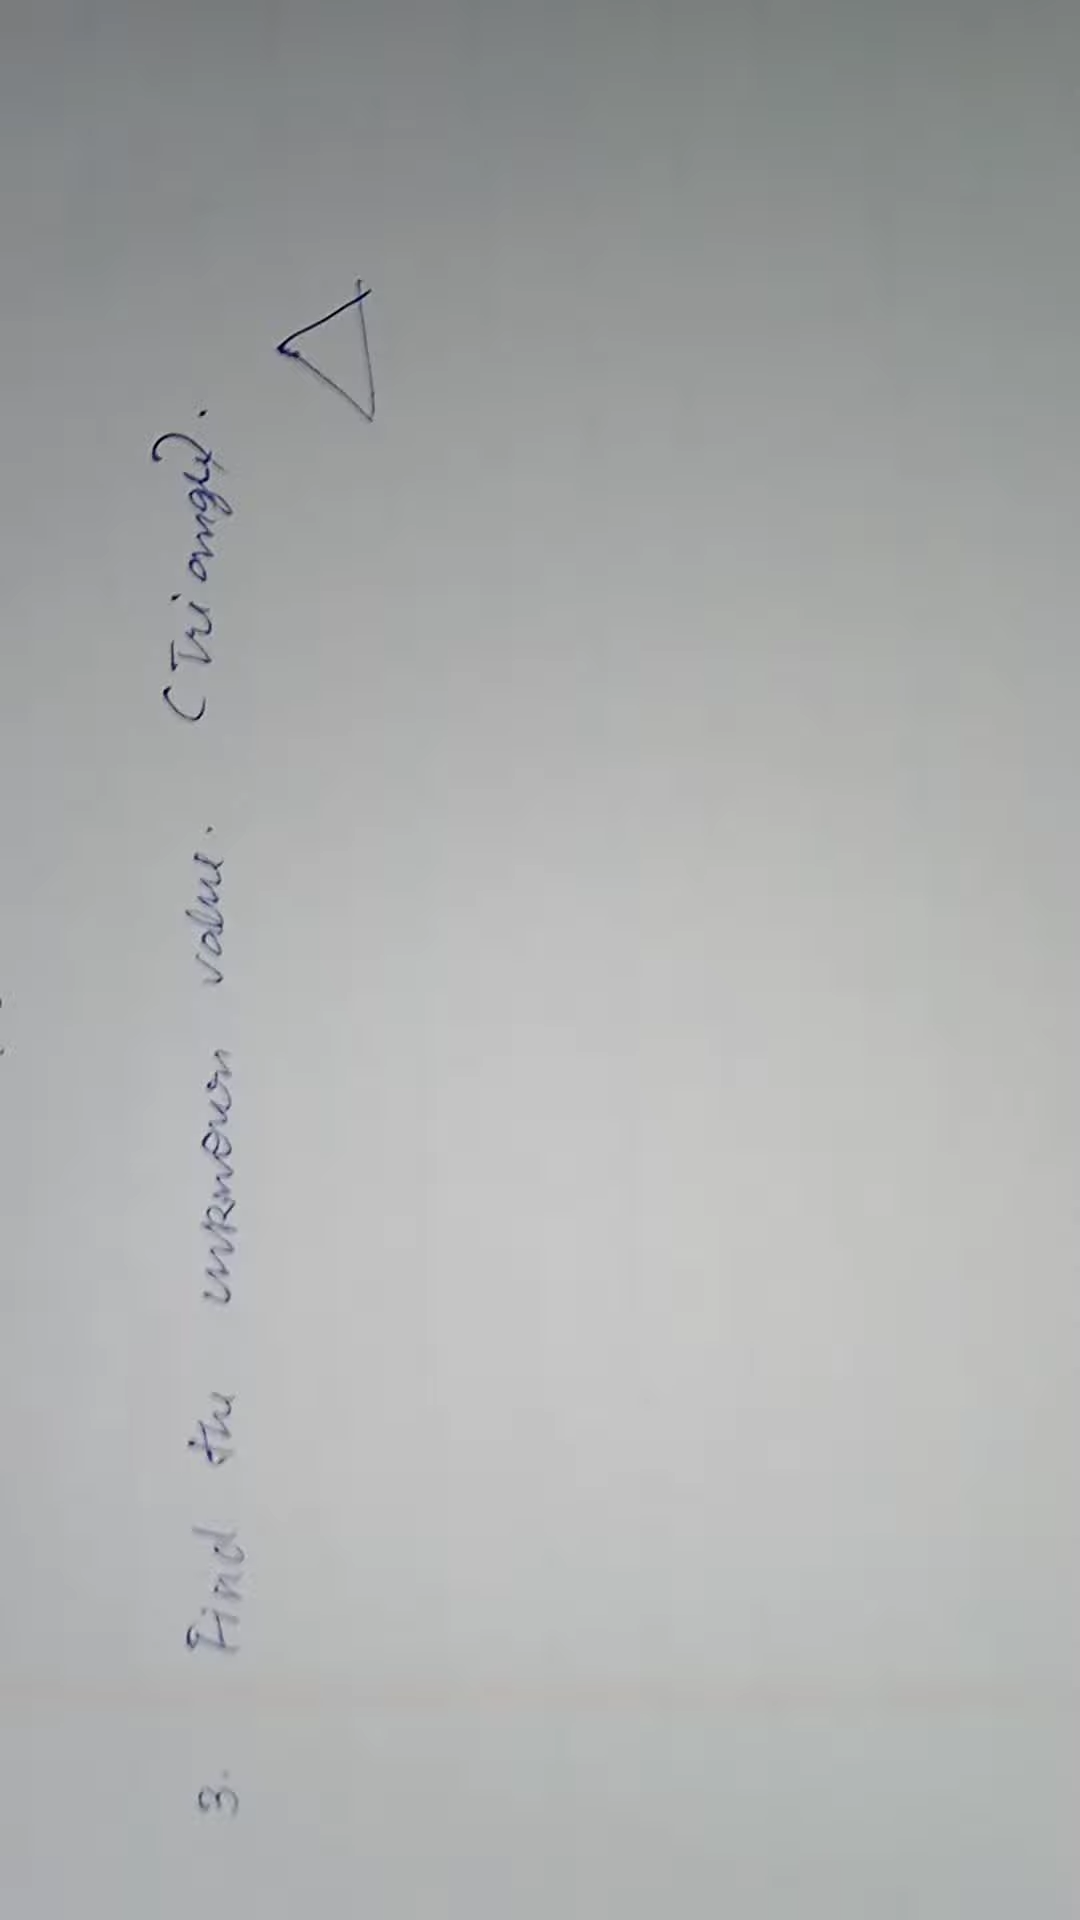 3. Find the unknown value. (Triangle).